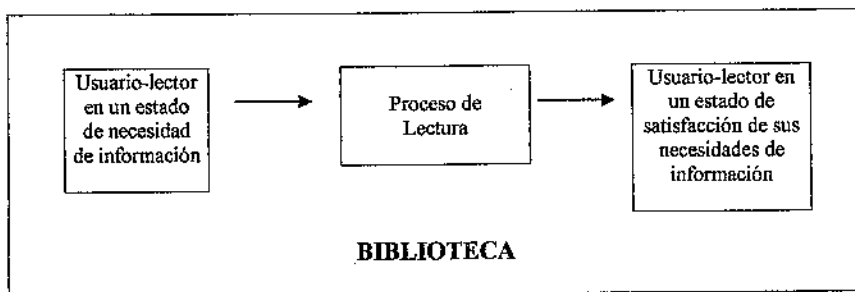 Usuario-lector
en un estado
de necesidad
de información
Proceso de
Lectura
Usuario-lector en
un estado de
satisfacción de sus
necesidades de
información
BIBLIOTECA